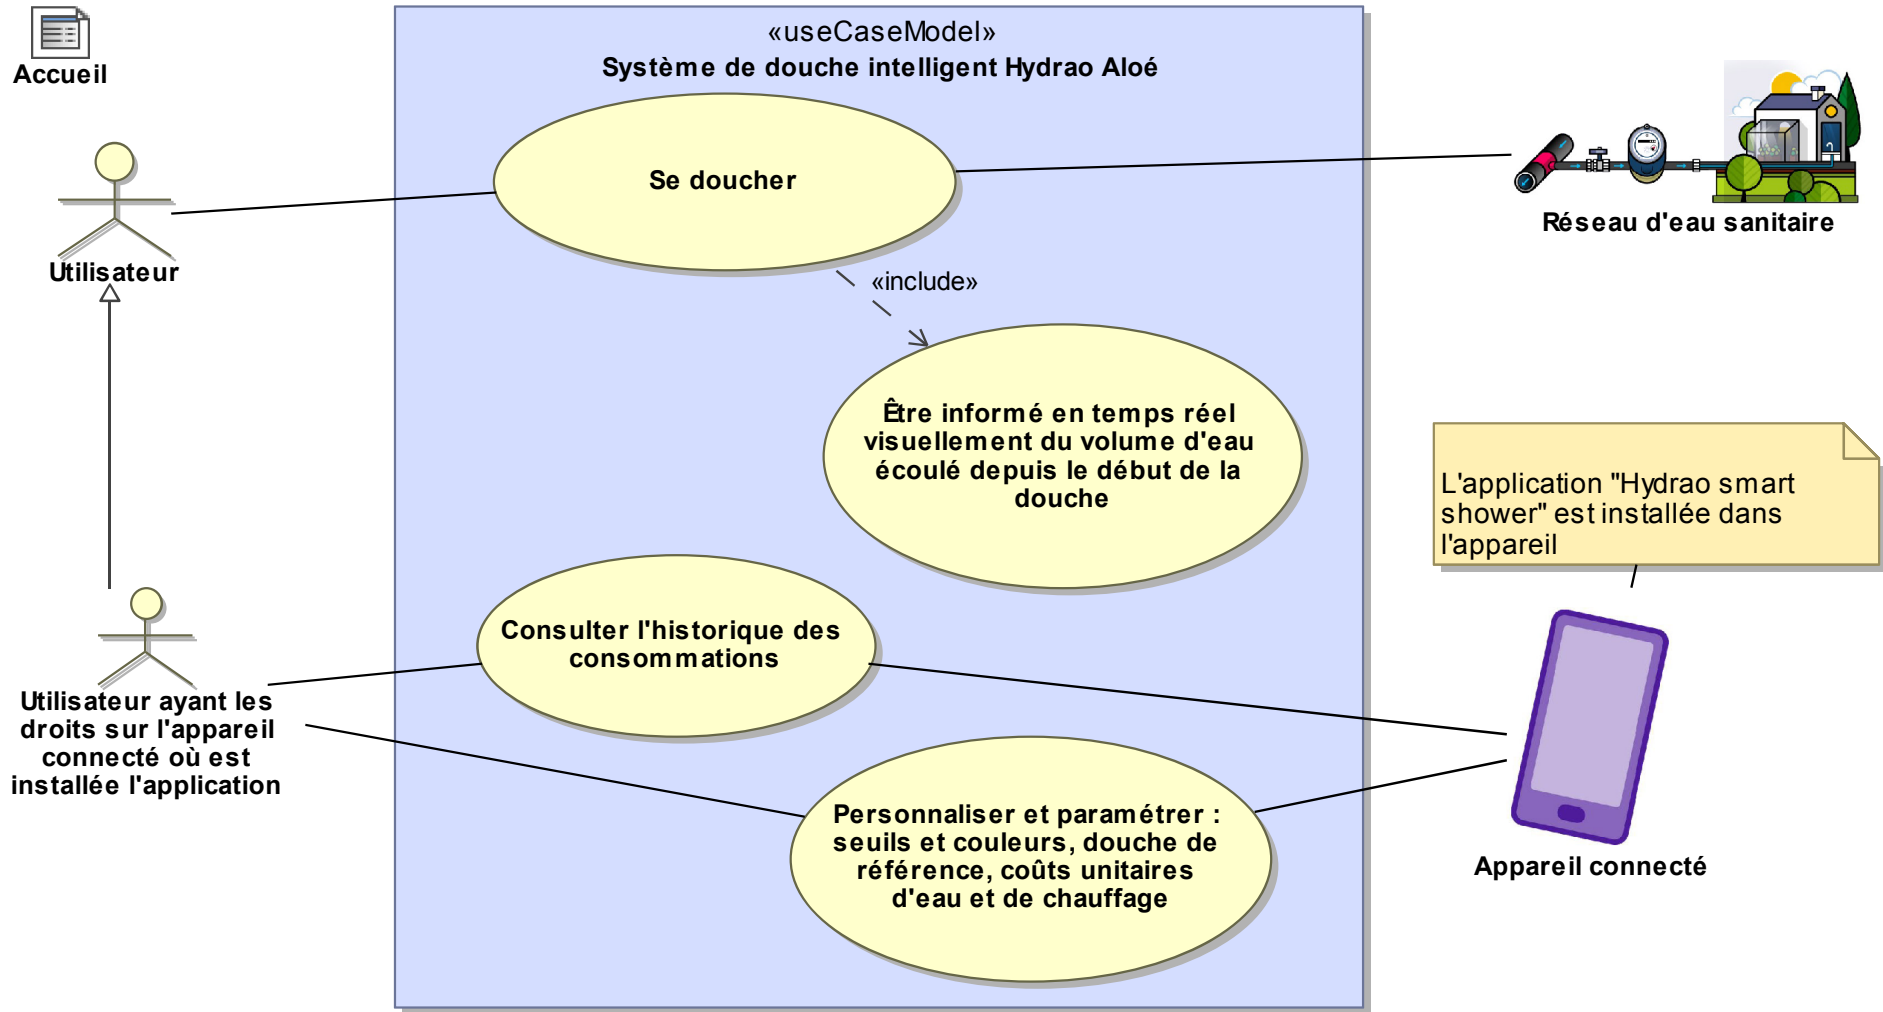 Accueil
«useCaseModel»
Système de douche intelligent Hydrao Aloé
Se doucher
Réseau d'eau sanitaire
Utilisateur
«include»
Être informé en temps réel
visuellement du volume d'eau
écoulé depuis le début de la
douche
L'application "Hydrao smart
shower" est installée dans
l'appareil
Consulter l'historique des
consommations
Utilisateur ayant les
droits sur l'appareil
connecté où est
installée l'application
Personnaliser et paramétrer :
seuils et couleurs, douche de
référence, coûts unitaires
d'eau et de chauffage
Appareil connecté